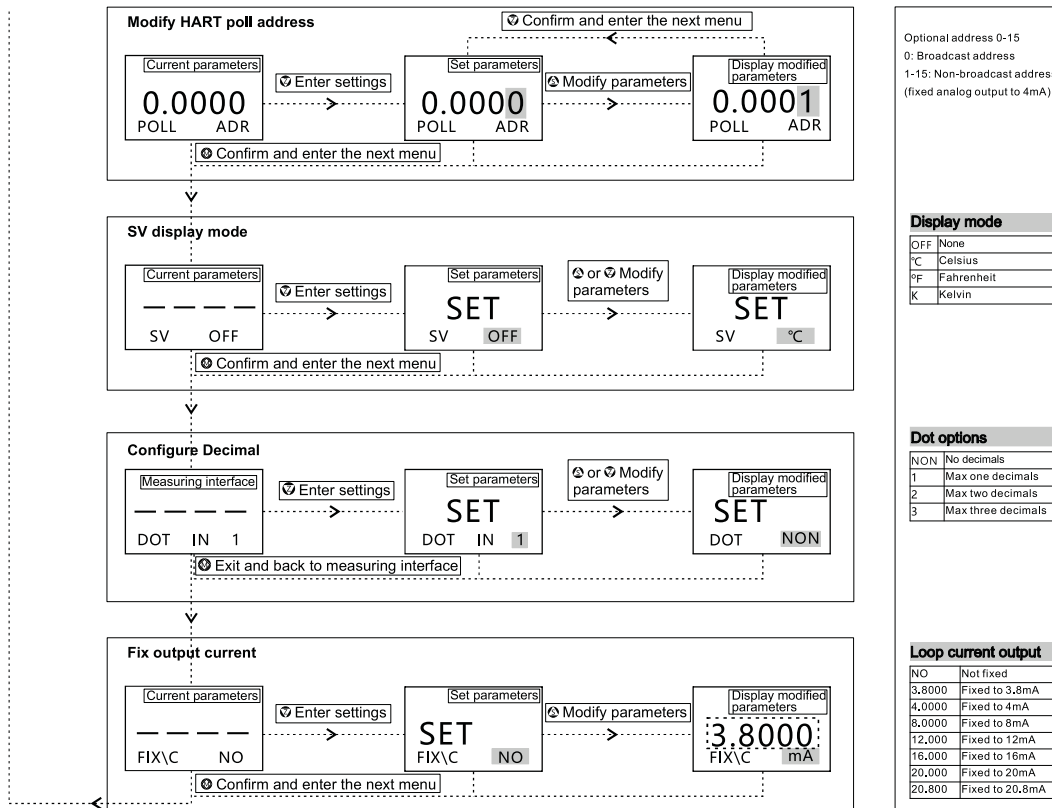 Modify HART poll address
Confirm and enter the next menu
Current parameters
Enter settings
Set parameters
Modify parameters
Display modified
parameters
0.0000
POLL ADR
0.0000
POLL ADR
0.0001
POLL ADR
Confirm and enter the next menu
SV display mode
Current parameters
Enter settings
Set parameters
or Modify
parameters
Display modified
parameters
— — — —
SV OFF
SET
SV OFF
SET
SV °C
Confirm and enter the next menu
Configure Decimal
Measuring interface
Enter settings
Set parameters
or Modify
parameters
Display modified
parameters
— — — —
DOT IN 1
SET
DOT IN 1
SET
DOT NON
Exit and back to measuring interface
Fix output current
Current parameters
Enter settings
Set parameters
Modify parameters
Display modified
parameters
— — — —
FIX\C NO
SET
FIX\C NO
3.8000
FIX\C mA
Confirm and enter the next menu
Optional address 0-15
0: Broadcast address
1-15: Non-broadcast address
(fixed analog output to 4mA)
Display mode
OFF None
°C Celsius
°F Fahrenheit
K Kelvin
Dot options
NON No decimals
1 Max one decimals
2 Max two decimals
3 Max three decimals
Loop current output
NO Not fixed
3.8000 Fixed to 3.8mA
4.0000 Fixed to 4mA
8.0000 Fixed to 8mA
12.000 Fixed to 12mA
16.000 Fixed to 16mA
20.000 Fixed to 20mA
20.800 Fixed to 20.8mA